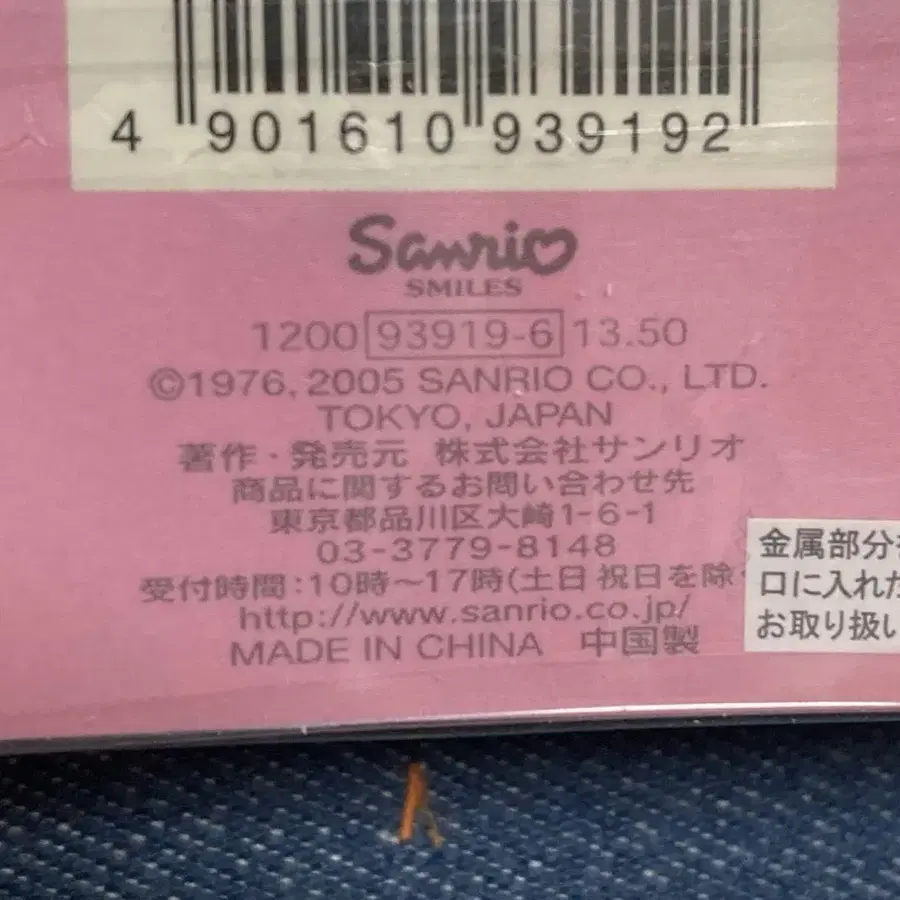 4 901610 939192
Sanrio
SMILES
1200 93919-6 13.50
©1976, 2005 SANRIO CO., LTD.
TOKYO, JAPAN
著作・発売元 株式会社サンリオ
商品に関するお問い合わせ先
東京都品川区大崎1-6-1
03-3779-8148
受付時間:10時〜17時(土日祝日を除
http://www.sanrio.co.jp/
MADE IN CHINA 中国製
金属部分
口に入れた
お取り扱い